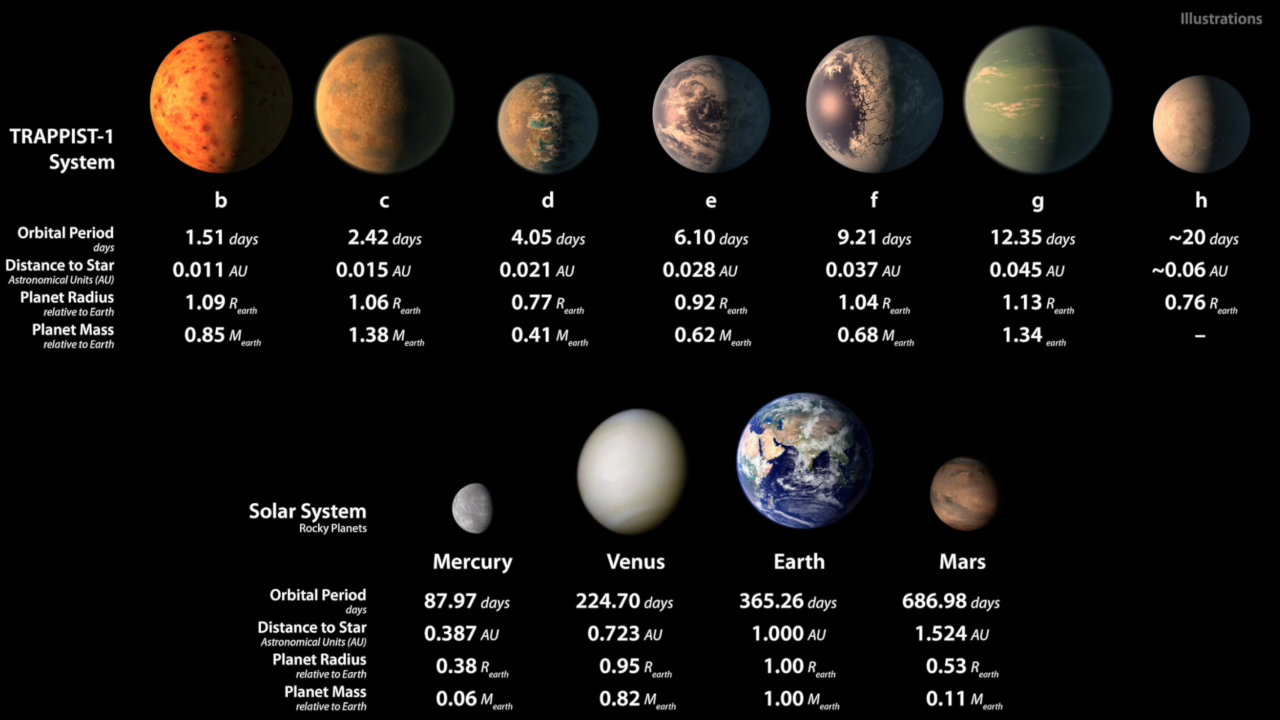 Illustrations
TRAPPIST-1
System
b c d e f g h
Orbital Period 1.51 days 2.42 days 4.05 days 6.10 days 9.21 days 12.35 days ~20 days
days
Distance to Star 0.011 AU 0.015 AU 0.021 AU 0.028 AU 0.037 AU 0.045 AU ~0.06 AU
Astronomical Units (AU)
Planet Radius 1.09 Rearth 1.06 Rearth 0.77 Rearth 0.92 Rearth 1.04 Rearth 1.13 Rearth 0.76 Rearth
relative to Earth
Planet Mass 0.85 Mearth 1.38 Mearth 0.41 Mearth 0.62 Mearth 0.68 Mearth 1.34 earth –
relative to Earth
Solar System
Rocky Planets
Mercury Venus Earth Mars
Orbital Period 87.97 days 224.70 days 365.26 days 686.98 days
days
Distance to Star 0.387 AU 0.723 AU 1.000 AU 1.524 AU
Astronomical Units (AU)
Planet Radius 0.38 Rearth 0.95 Rearth 1.00 Rearth 0.53 Rearth
relative to Earth
Planet Mass 0.06 Mearth 0.82 Mearth 1.00 Mearth 0.11 Mearth
relative to Earth